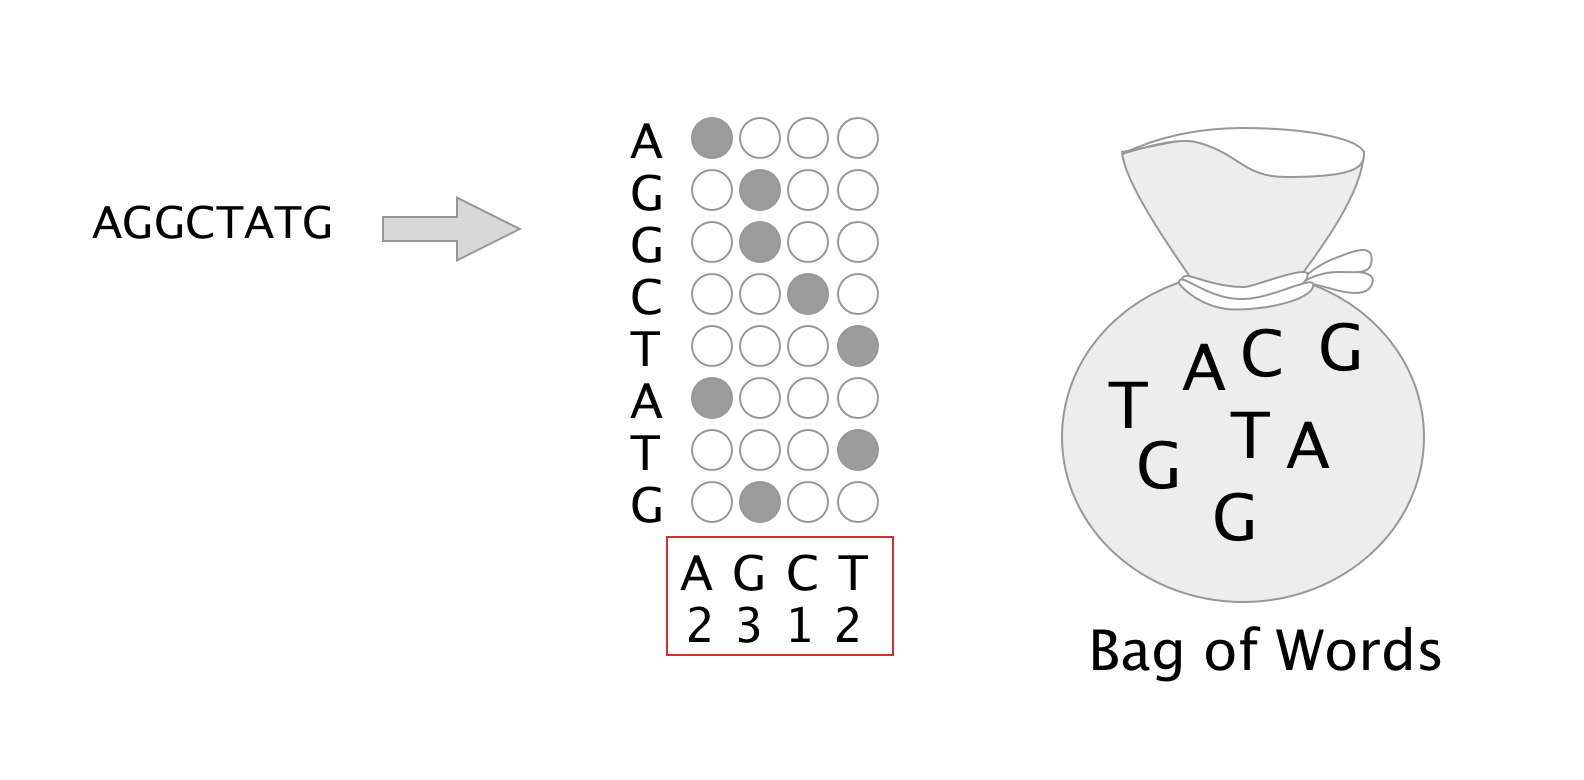 AGGCTATG
A
G
G
C
T
A
T
G
A G C T
2 3 1 2
T A C G
G T A
G
Bag of Words